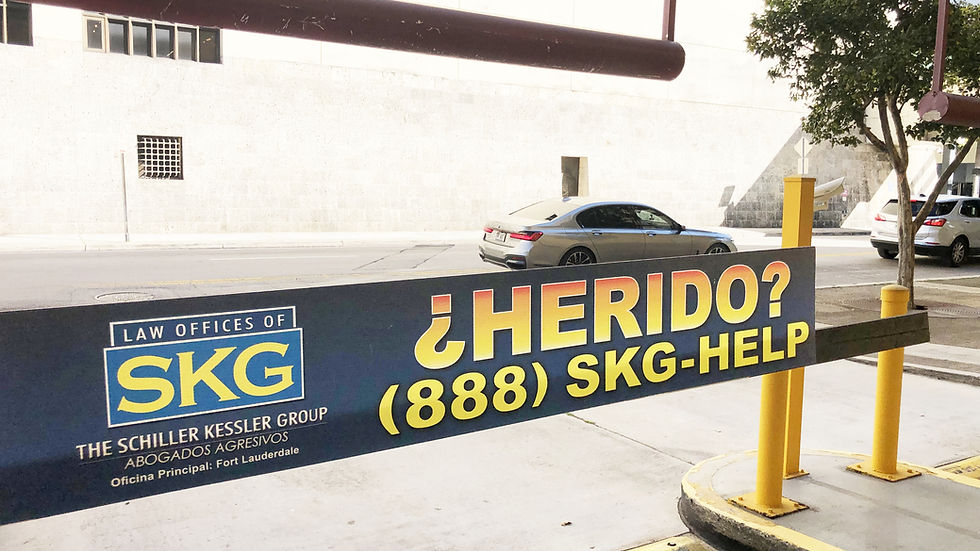 LAW OFFICES OF
SKG
THE SCHILLER KESSLER GROUP
ABOGADOS AGRESIVOS
Oficina Principal: Fort Lauderdale
¿HERIDO?
(888) SKG-HELP